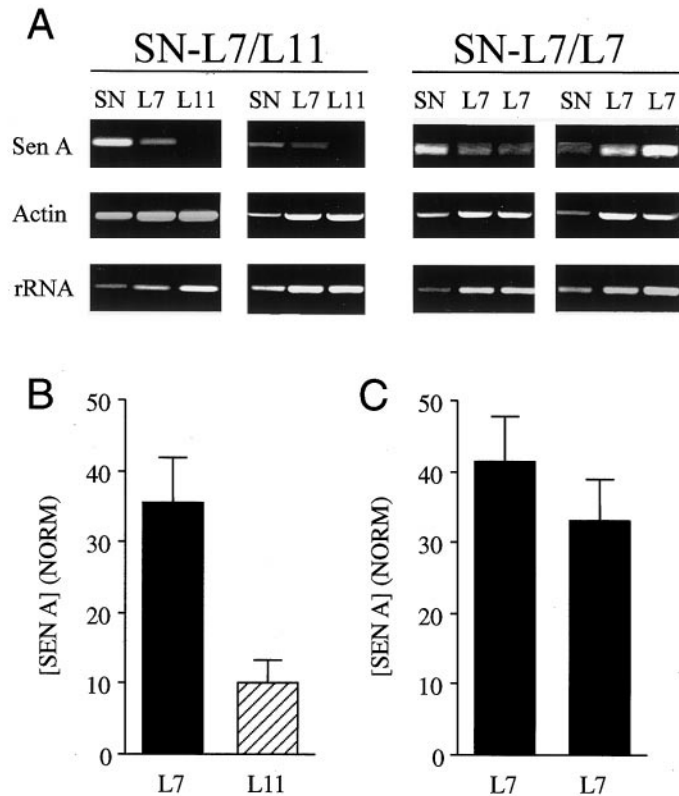 A
SN-L7/L11 SN-L7/L7
SN L7 L11 SN L7 L11 SN L7 L7 SN L7 L7
Sen A
Actin
rRNA
B
[SEN A] (NORM)
50
40
30
20
10
0
L7 L11
C
[SEN A] (NORM)
50
40
30
20
10
0
L7 L7